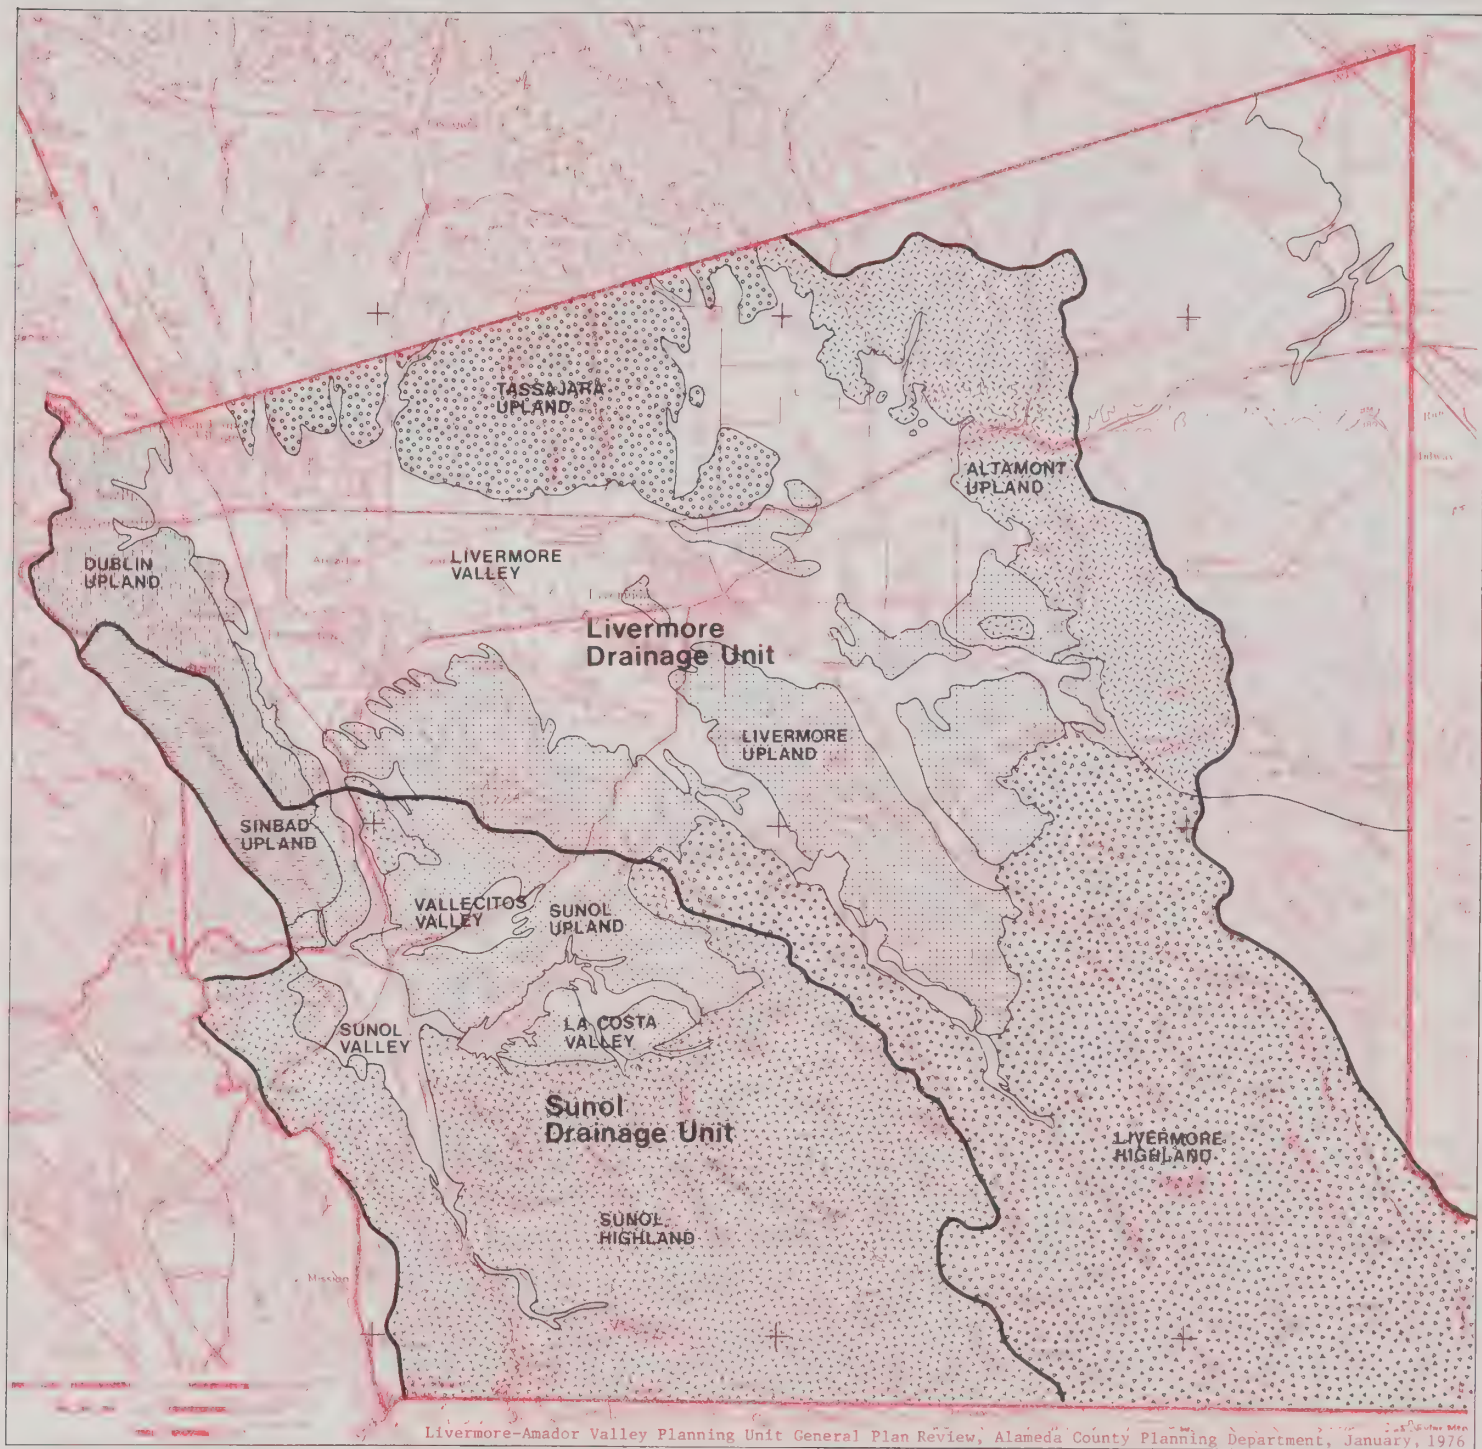 TASSAJARA
UPLAND
ALTAMONT
UPLAND
DUBLIN
UPLAND
LIVERMORE
VALLEY
Livermore
Drainage Unit
LIVERMORE
UPLAND
SINBAD
UPLAND
VALLECITOS
VALLEY
SUNOL
UPLAND
SUNOL
VALLEY
LA COSTA
VALLEY
Sunol
Drainage Unit
LIVERMORE
HIGHLAND
SUNOL
HIGHLAND
Mission
Livermore-Amador Valley Planning Unit General Plan Review, Alameda County Planning Department, January, 1976